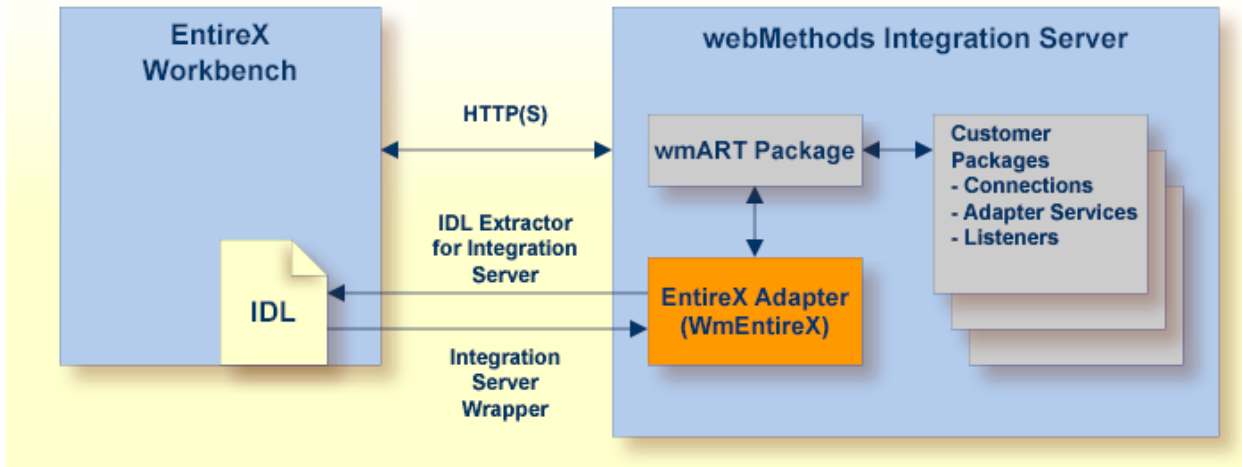 EntireX
Workbench
webMethods Integration Server
HTTP(S)
wmART Package
Customer
Packages
- Connections
- Adapter Services
- Listeners
IDL Extractor
for Integration
Server
IDL
EntireX Adapter
(WmEntireX)
Integration
Server
Wrapper